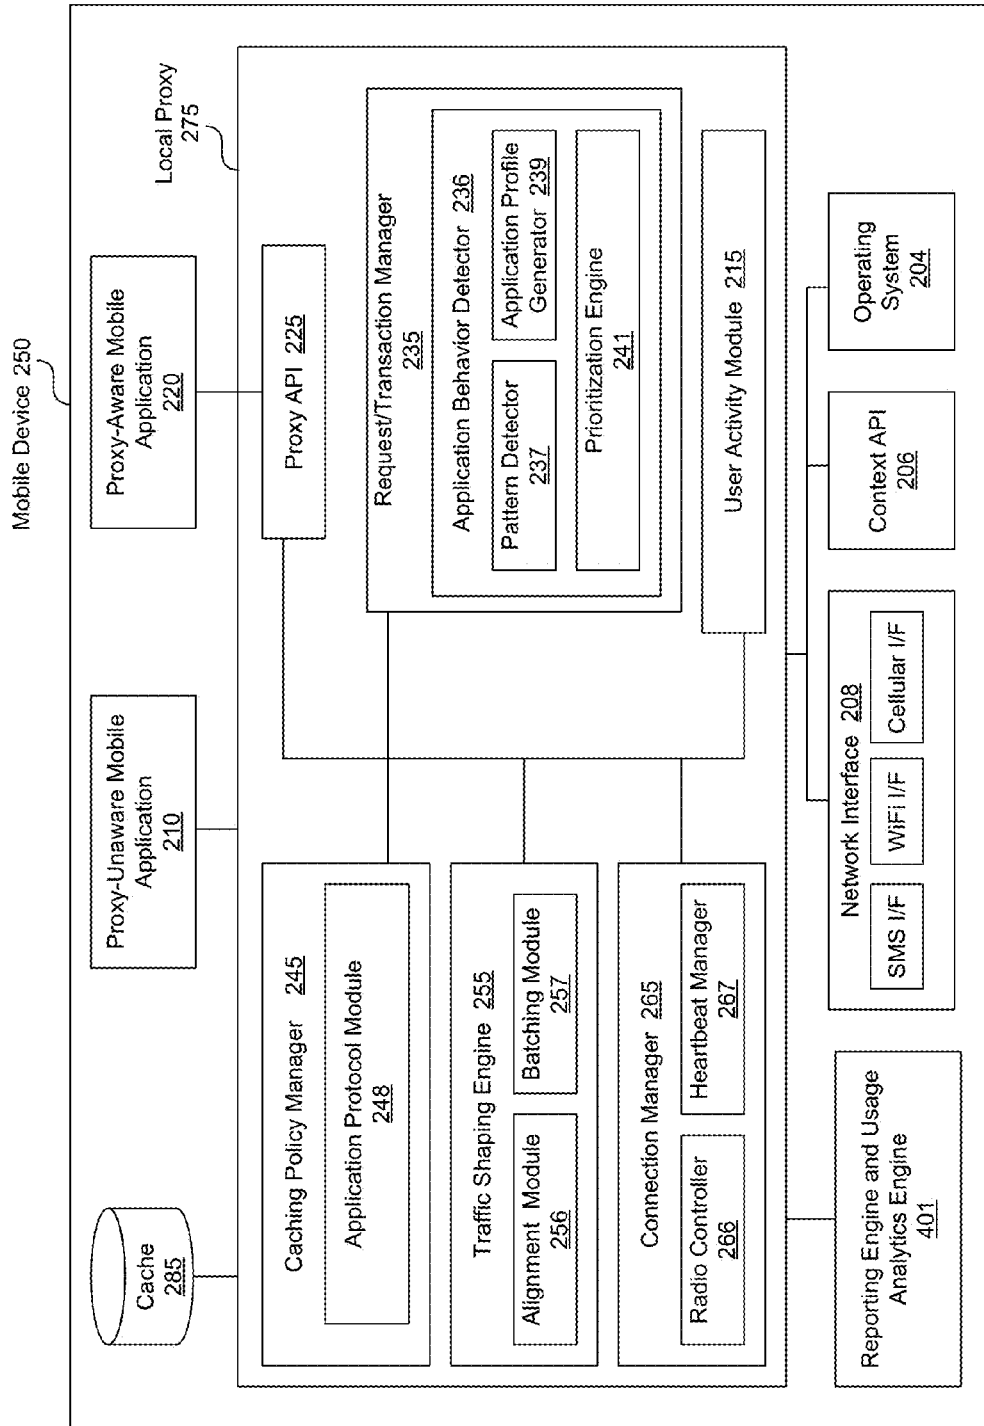 Mobile Device 250
Cache
285
Proxy-Unaware Mobile
Application
210
Proxy-Aware Mobile
Application
220
Local Proxy
275
Caching Policy Manager 245
Application Protocol Module
248
Proxy API 225
Request/Transaction Manager
235
Application Behavior Detector 236
Pattern Detector
237
Application Profile
Generator 239
Prioritization Engine
241
Traffic Shaping Engine 255
Alignment Module
256
Batching Module
257
Connection Manager 265
Radio Controller
266
Heartbeat Manager
267
User Activity Module 215
Reporting Engine and Usage
Analytics Engine
401
Network Interface 208
SMS I/F
WiFi I/F
Cellular I/F
Context API
206
Operating
System
204